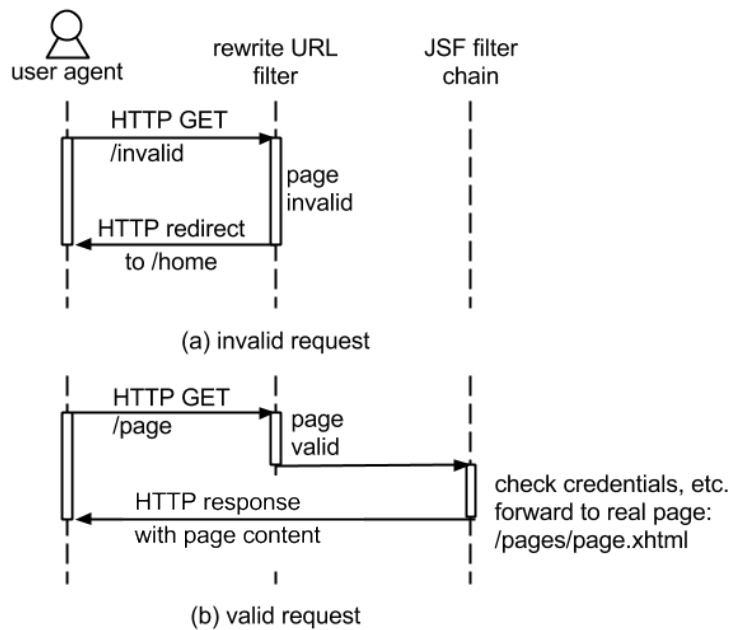 user agent
rewrite URL
filter
JSF filter
chain
HTTP GET
/invalid
page
invalid
HTTP redirect
to /home
(a) invalid request
HTTP GET
/page
page
valid
HTTP response
with page content
check credentials, etc.
forward to real page:
/pages/page.xhtml
(b) valid request